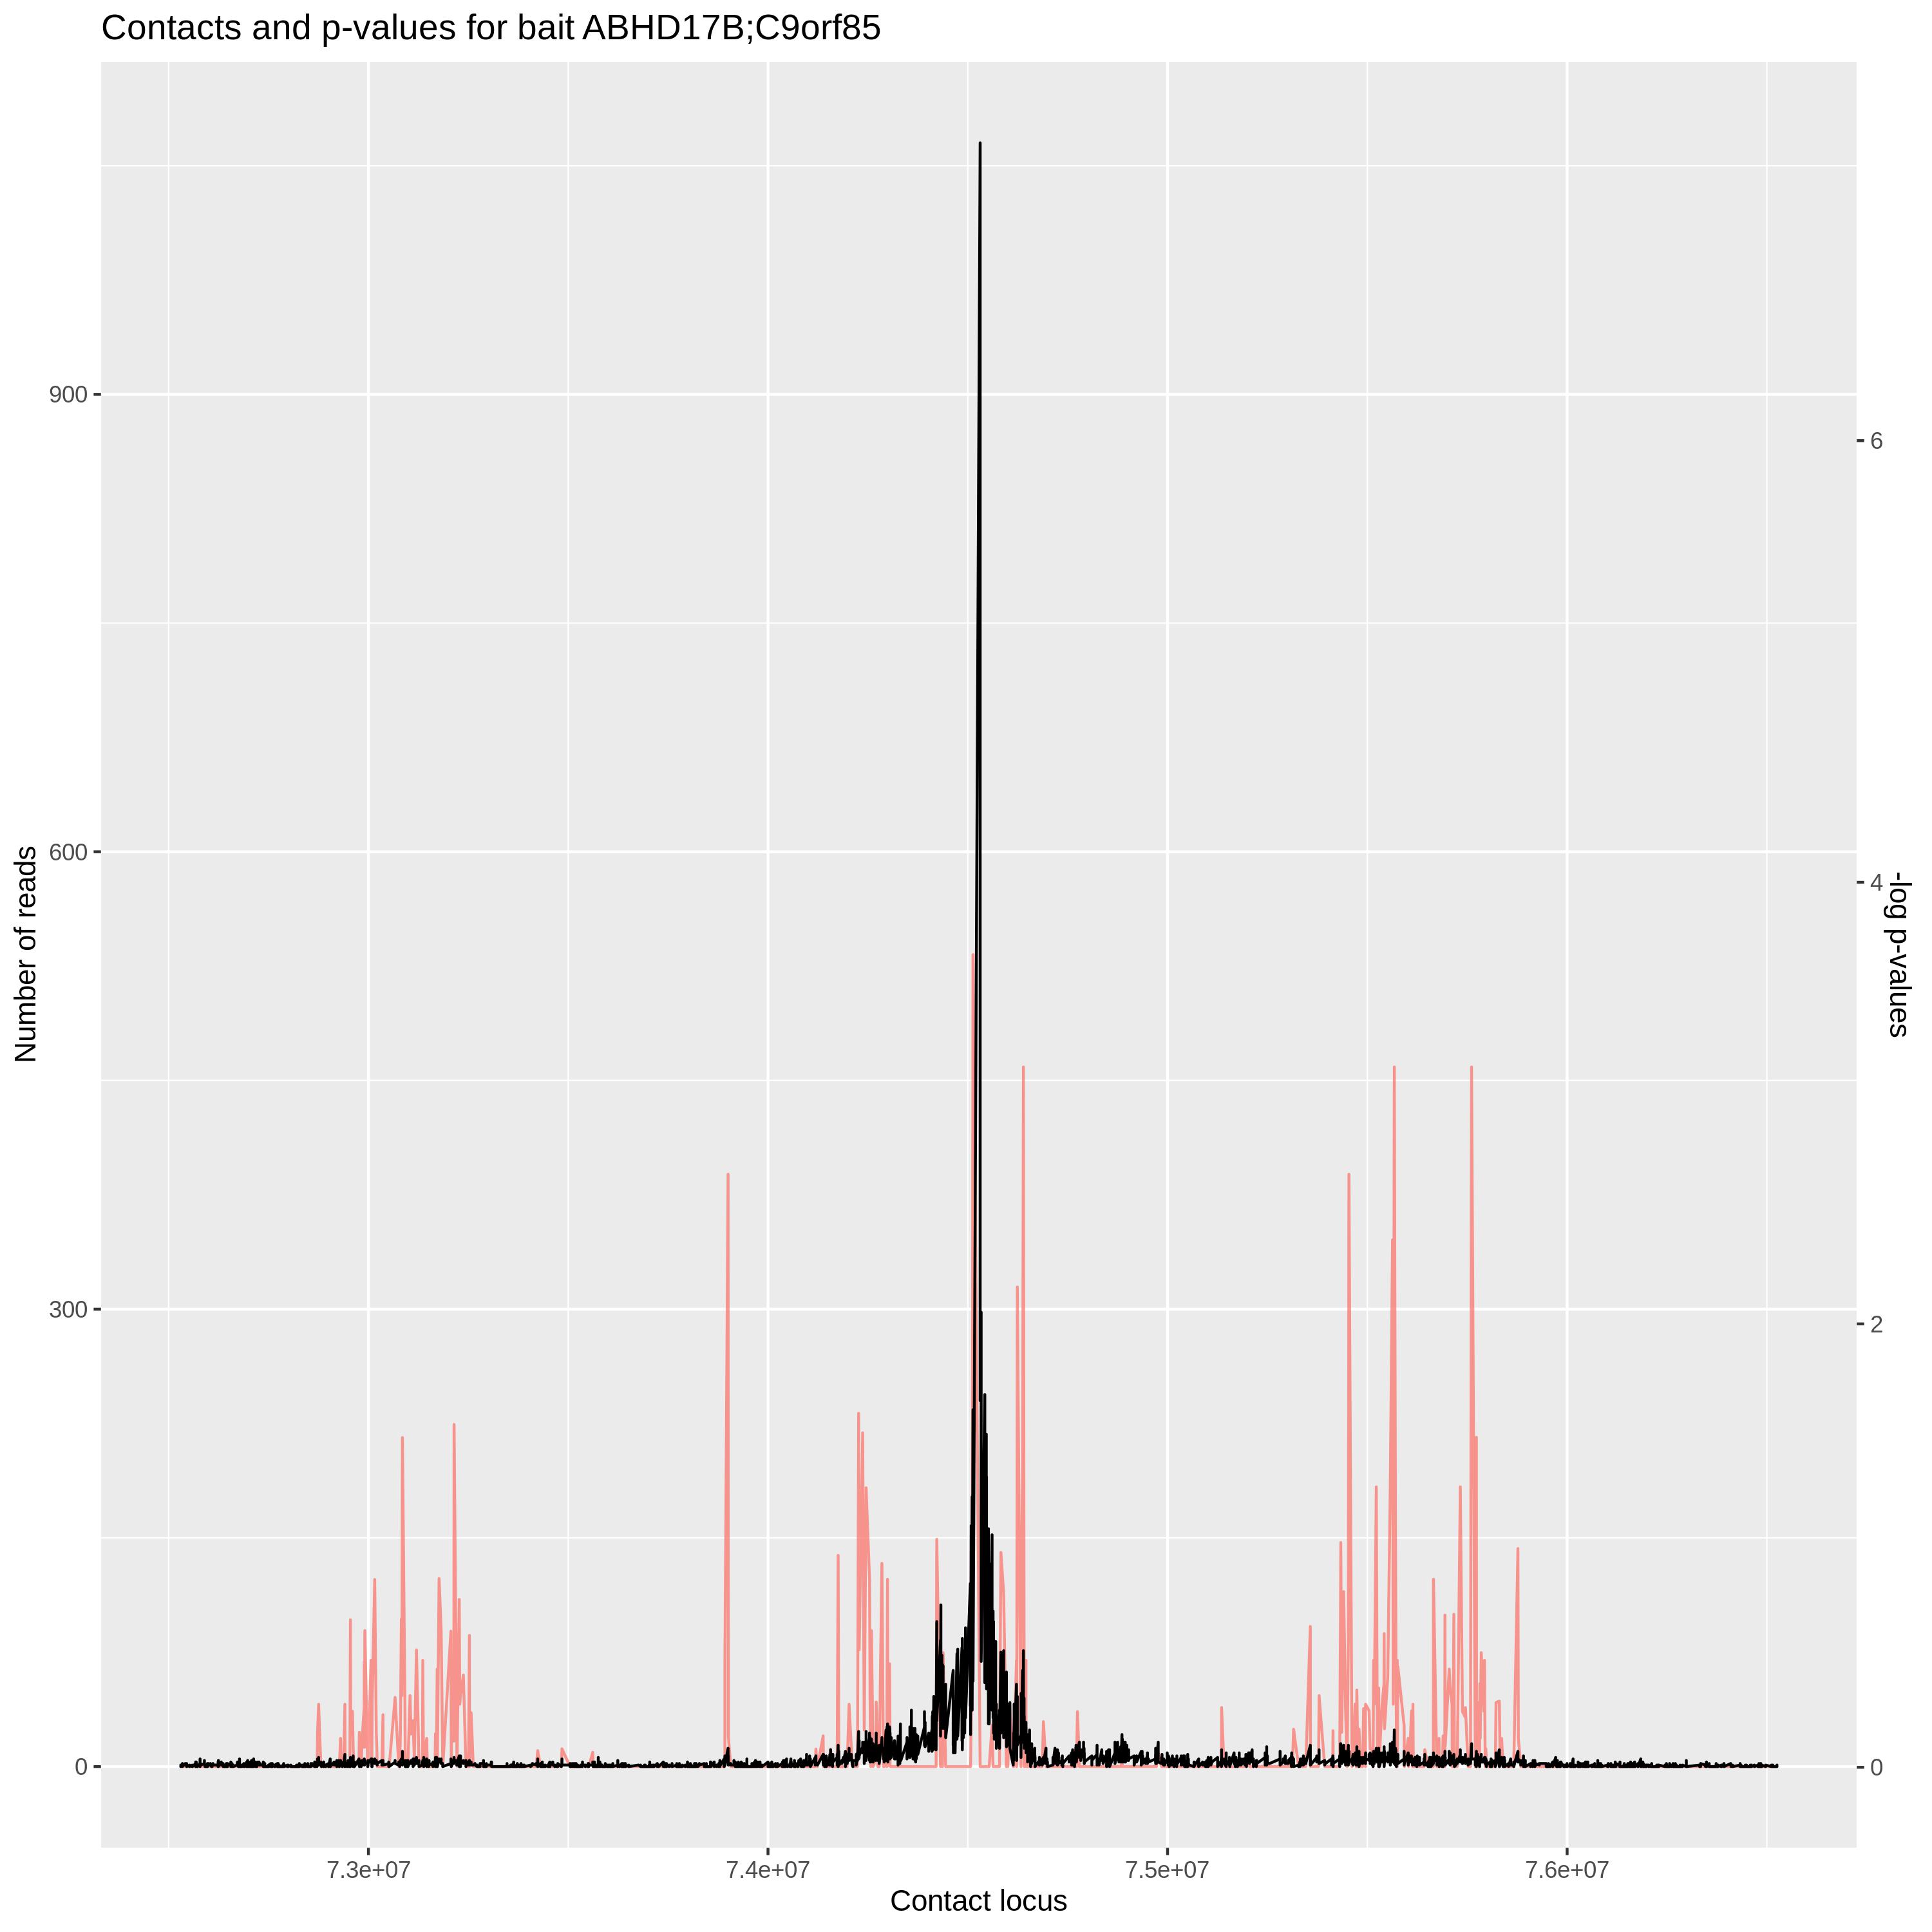 Contacts and p-values for bait ABHD17B;C9orf85
900
600
300
0
6
4
2
0
Number of reads
-log p-values
7.3e+07
7.4e+07
7.5e+07
7.6e+07
Contact locus